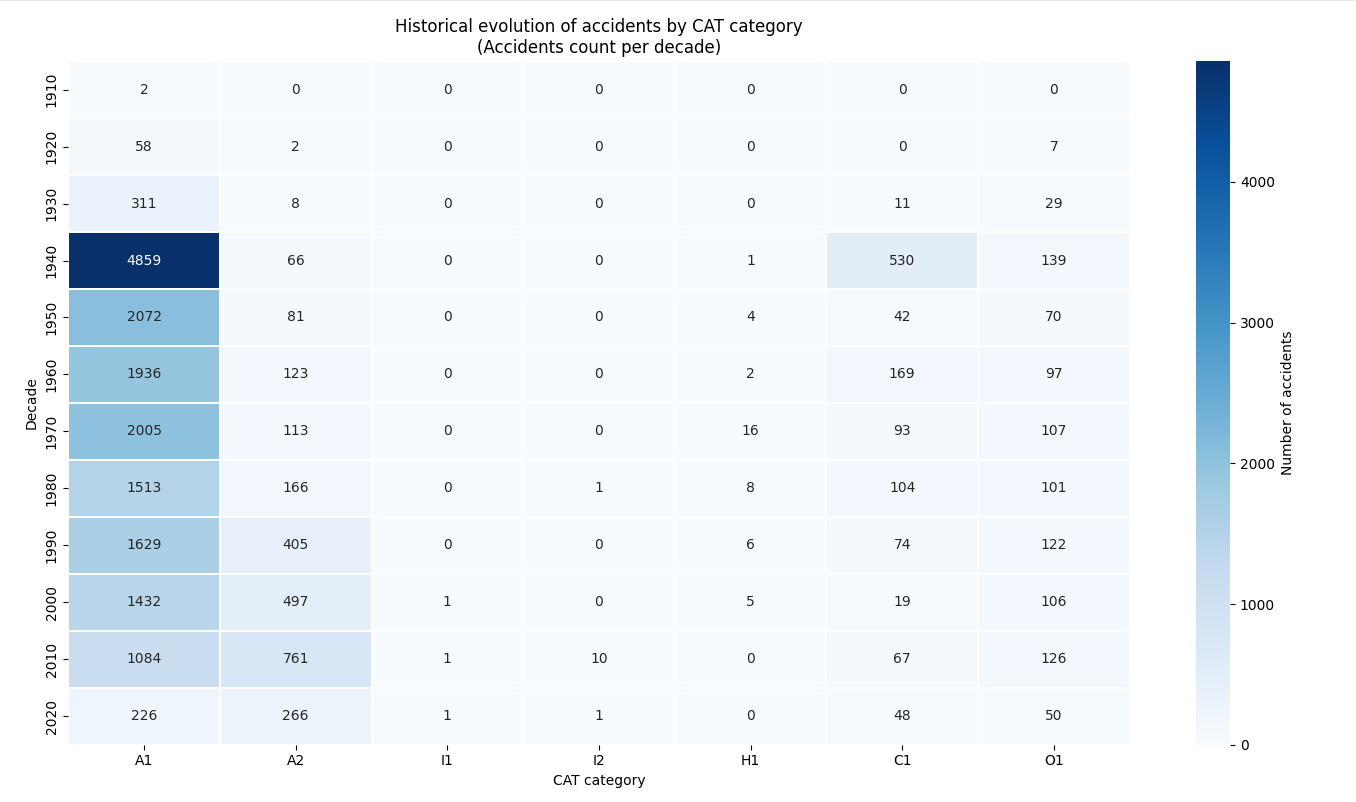 Historical evolution of accidents by CAT category
(Accidents count per decade)
1910 2 0 0 0 0 0 0
1920 58 2 0 0 0 0 7
1930 311 8 0 0 0 11 29
1940 4859 66 0 0 1 530 139
1950 2072 81 0 0 4 42 70
1960 1936 123 0 0 2 169 97
1970 2005 113 0 0 16 93 107
1980 1513 166 0 1 8 104 101
1990 1629 405 0 0 6 74 122
2000 1432 497 1 0 5 19 106
2010 1084 761 1 10 0 67 126
2020 226 266 1 1 0 48 50
A1 A2 I1 I2 H1 C1 O1
CAT category
Decade
4000
3000
2000
1000
0
Number of accidents